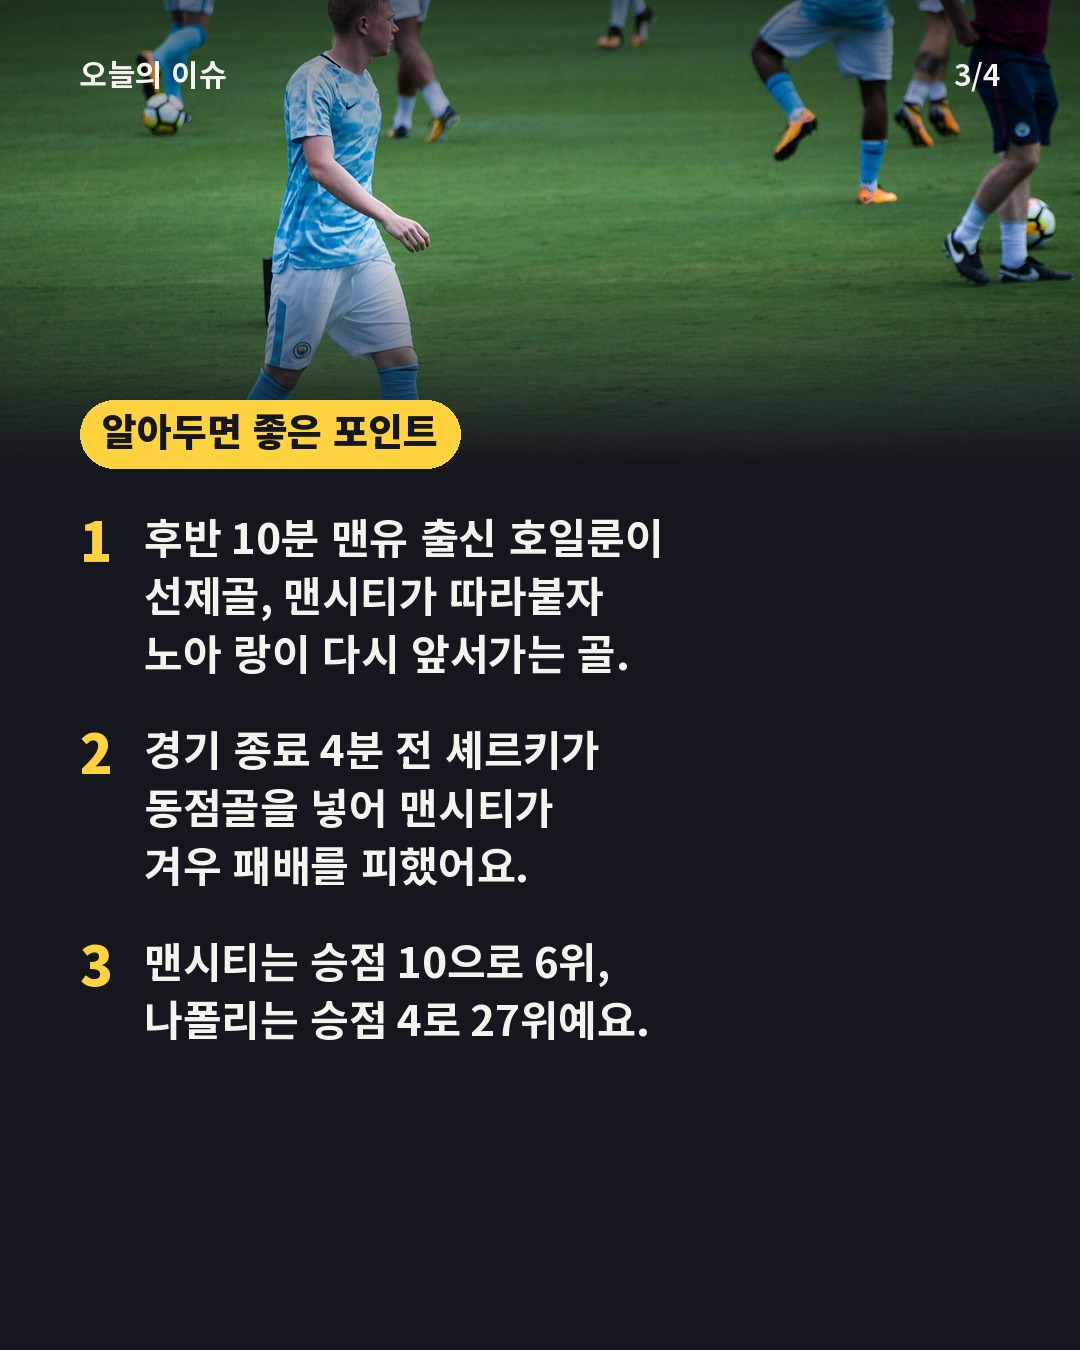 오늘의 이슈
3/4
알아두면 좋은 포인트
1 후반 10분 맨유 출신 호일룬이
선제골, 맨시티가 따라붙자
노아 랑이 다시 앞서가는 골.
2 경기 종료 4분 전 셰르키가
동점골을 넣어 맨시티가
겨우 패배를 피했어요.
3 맨시티는 승점 10으로 6위,
나폴리는 승점 4로 27위예요.